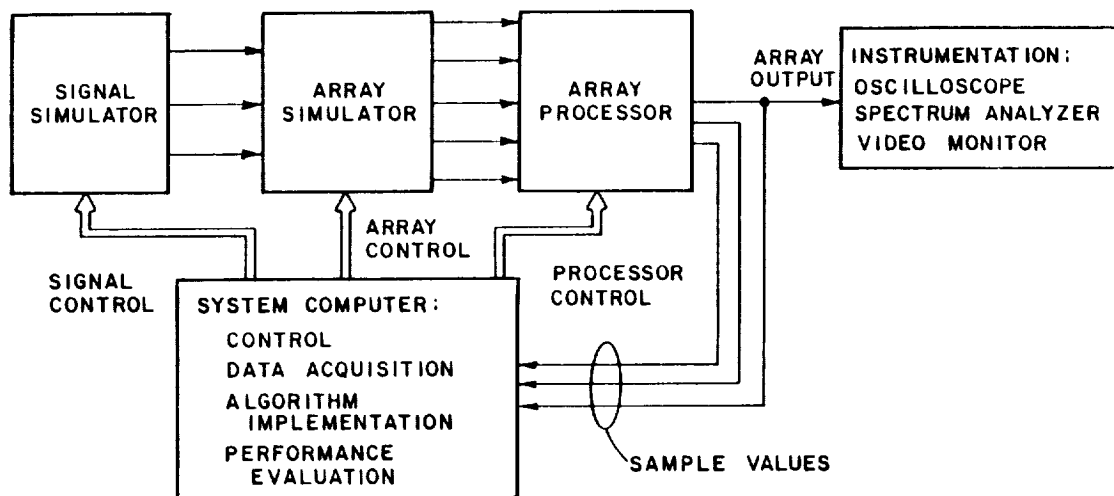 SIGNAL
SIMULATOR
ARRAY
SIMULATOR
ARRAY
PROCESSOR
ARRAY
OUTPUT
INSTRUMENTATION:
OSCILLOSCOPE
SPECTRUM ANALYZER
VIDEO MONITOR
SIGNAL
CONTROL
ARRAY
CONTROL
PROCESSOR
CONTROL
SYSTEM COMPUTER:
CONTROL
DATA ACQUISITION
ALGORITHM
IMPLEMENTATION
PERFORMANCE
EVALUATION
SAMPLE VALUES